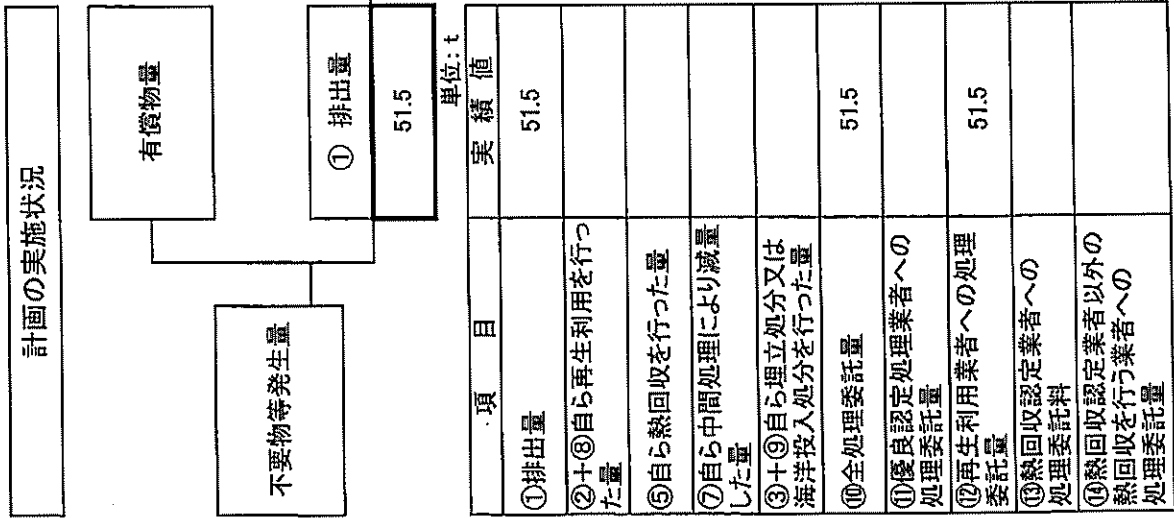 計画の実施状況
不要物等発生量
有償物量
① 排出量
51.5
単位:t
項 目
実 績 値
①排出量
51.5
②+⑧自ら再生利用を行っ
た量
⑤自ら熱回収を行った量
⑦自ら中間処理により減量
した量
③+⑨自ら埋立処分又は
海洋投入処分を行った量
⑩全処理委託量
51.5
⑪優良認定処理業者への
処理委託量
⑫再生利用業者への処理
委託量
51.5
⑬熱回収認定業者への
処理委託料
⑭熱回収認定業者以外の
熱回収を行う業者への
処理委託量